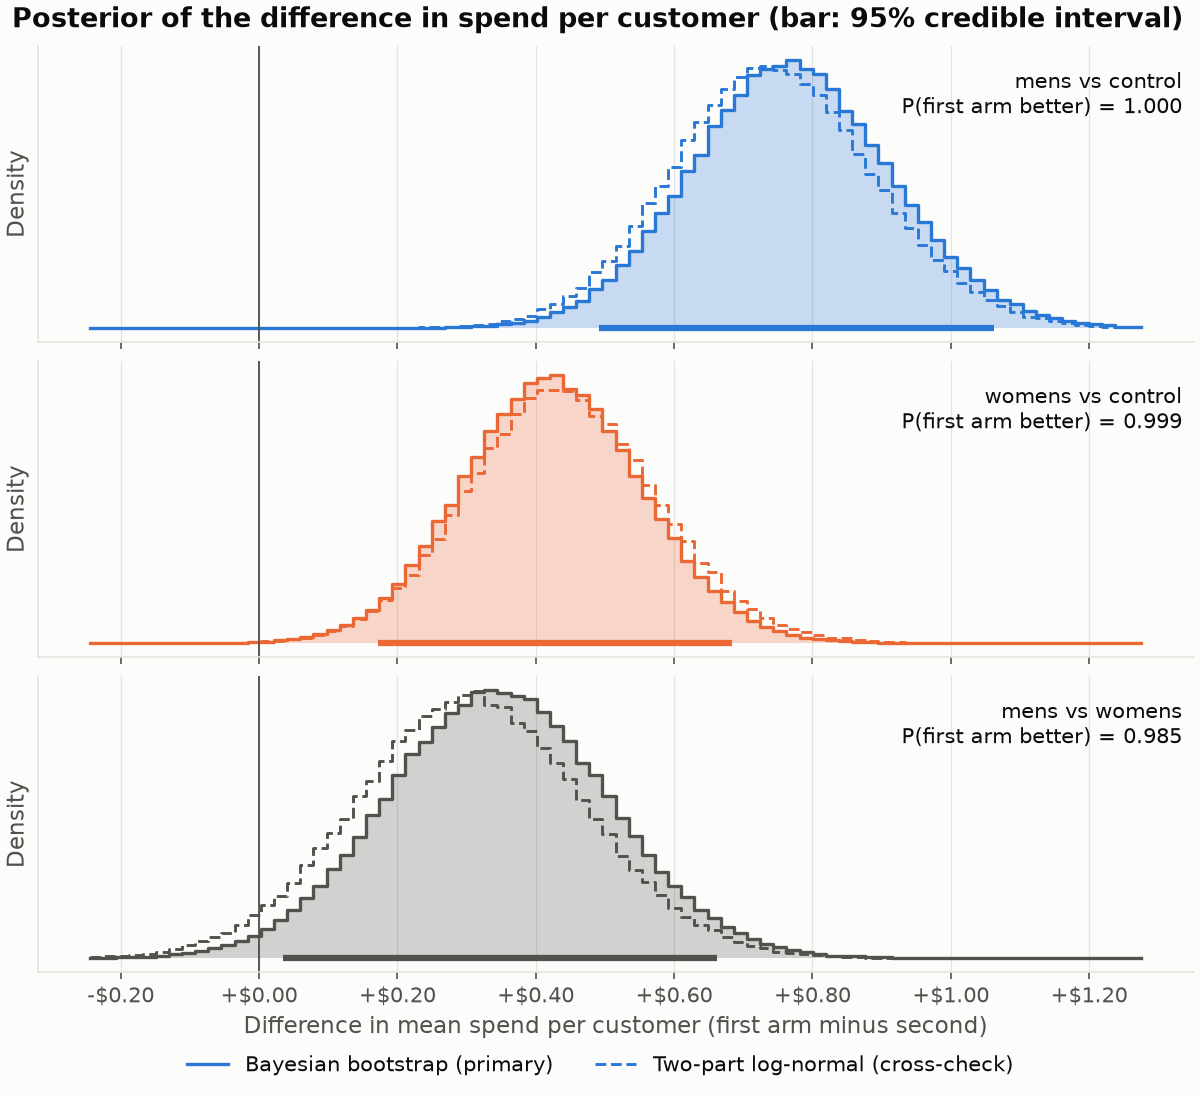 Posterior of the difference in spend per customer (bar: 95% credible interval)
mens vs control
P(first arm better) = 1.000
Density
womens vs control
P(first arm better) = 0.999
Density
mens vs womens
P(first arm better) = 0.985
Density
-$0.20 +$0.00 +$0.20 +$0.40 +$0.60 +$0.80 +$1.00 +$1.20
Difference in mean spend per customer (first arm minus second)
Bayesian bootstrap (primary) Two-part log-normal (cross-check)